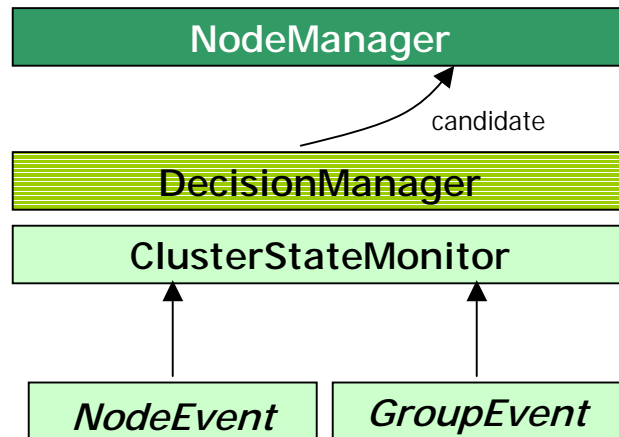 NodeManager
candidate
DecisionManager
ClusterStateMonitor
NodeEvent
GroupEvent